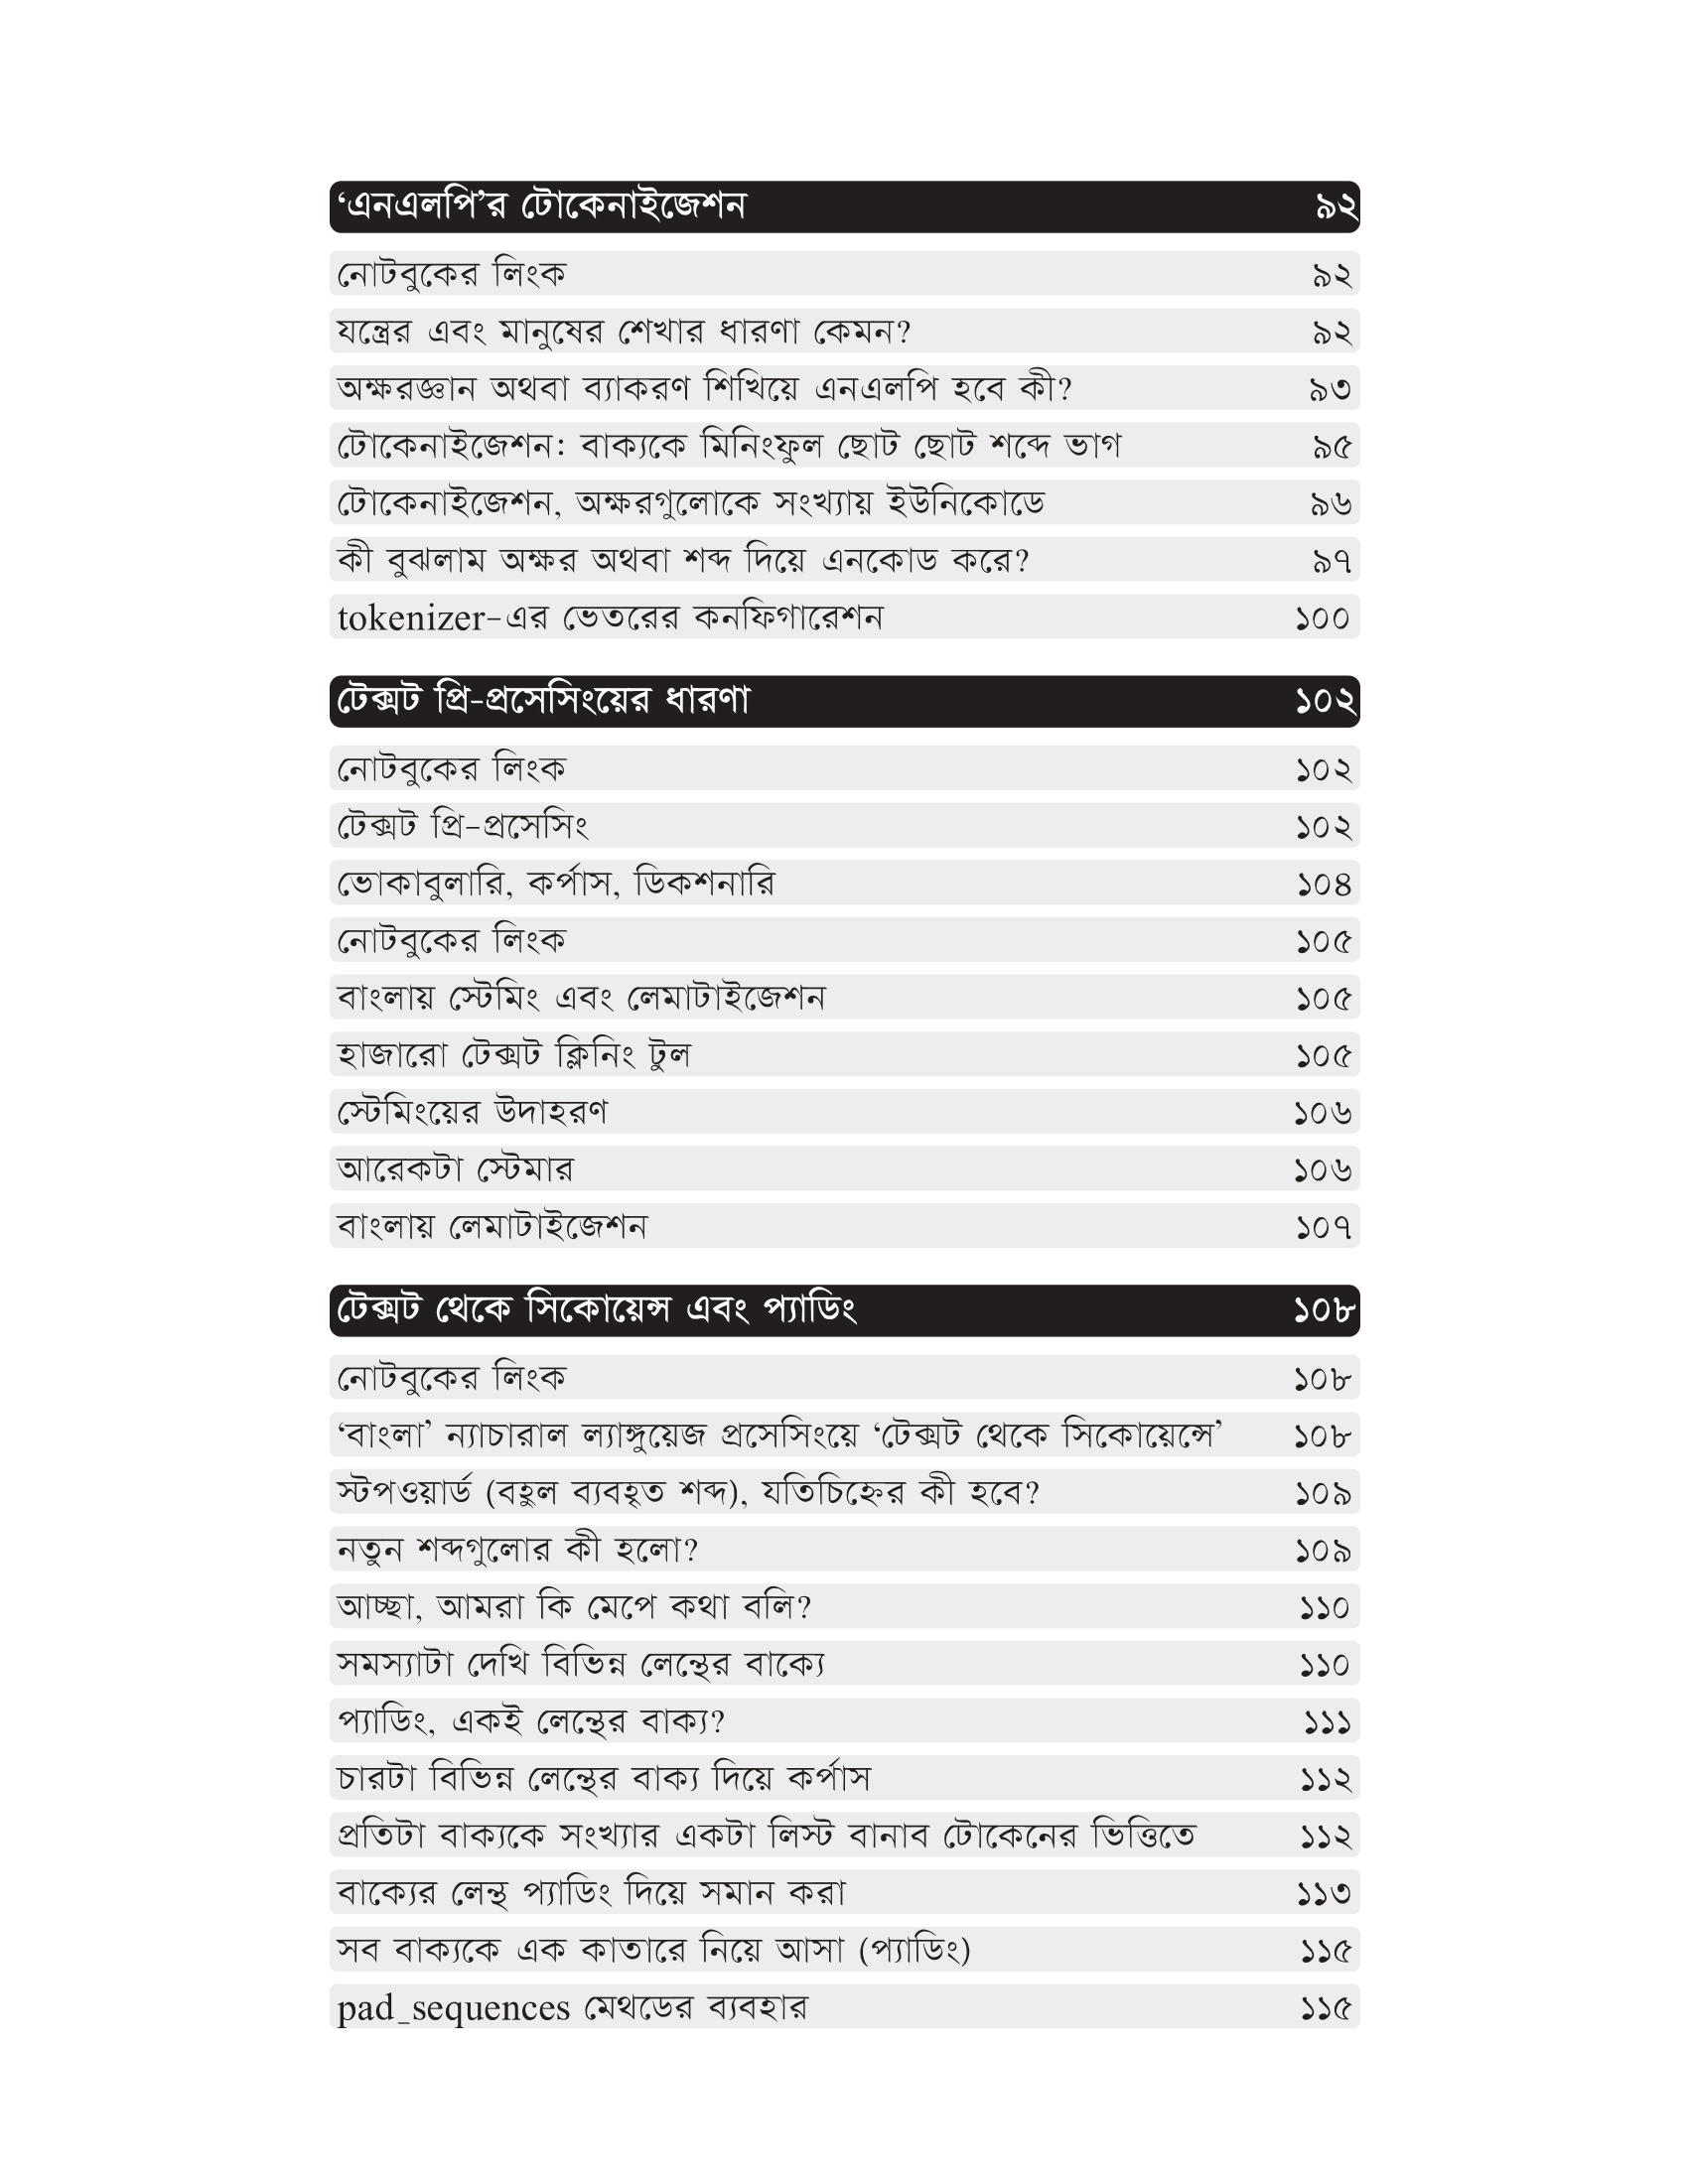 ‘এনএলপি’র টোকেনাইজেশন ৯২
নোটবুকের লিংক ৯২
যন্ত্রের এবং মানুষের শেখার ধারণা কেমন? ৯২
অক্ষরজ্ঞান অথবা ব্যাকরণ শিখিয়ে এনএলপি হবে কী? ৯৩
টোকেনাইজেশন: বাক্যকে মিনিংফুল ছোট ছোট শব্দে ভাগ ৯৫
টোকেনাইজেশন, অক্ষরগুলোকে সংখ্যায় ইউনিকোডে ৯৬
কী বুঝলাম অক্ষর অথবা শব্দ দিয়ে এনকোড করে? ৯৭
tokenizer-এর ভেতরের কনফিগারেশন ১০০
টেক্সট প্রি-প্রসেসিংয়ের ধারণা ১০২
নোটবুকের লিংক ১০২
টেক্সট প্রি-প্রসেসিং ১০২
ভোকাবুলারি, কর্পাস, ডিকশনারি ১০৪
নোটবুকের লিংক ১০৫
বাংলায় স্টেমিং এবং লেমাটাইজেশন ১০৫
হাজারো টেক্সট ক্লিনিং টুল ১০৫
স্টেমিংয়ের উদাহরণ ১০৬
আরেকটা স্টেমার ১০৬
বাংলায় লেমাটাইজেশন ১০৭
টেক্সট থেকে সিকোয়েন্স এবং প্যাডিং ১০৮
নোটবুকের লিংক ১০৮
‘বাংলা’ ন্যাচারাল ল্যাঙ্গুয়েজ প্রসেসিংয়ে ‘টেক্সট থেকে সিকোয়েন্সে’ ১০৮
স্টপওয়ার্ড (বহুল ব্যবহৃত শব্দ), যতিচিহ্নের কী হবে? ১০৯
নতুন শব্দগুলোর কী হলো? ১০৯
আচ্ছা, আমরা কি মেপে কথা বলি? ১১০
সমস্যাটা দেখি বিভিন্ন লেন্থের বাক্যে ১১০
প্যাডিং, একই লেন্থের বাক্য? ১১১
চারটা বিভিন্ন লেন্থের বাক্য দিয়ে কর্পাস ১১২
প্রতিটা বাক্যকে সংখ্যার একটা লিস্ট বানাব টোকেনের ভিত্তিতে ১১২
বাক্যের লেন্থ প্যাডিং দিয়ে সমান করা ১১৩
সব বাক্যকে এক কাতারে নিয়ে আসা (প্যাডিং) ১১৫
pad_sequences মেথডের ব্যবহার ১১৫